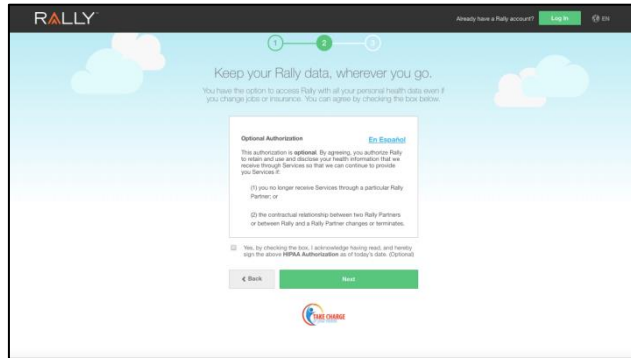 RALLY
Already have a Rally account?
Log In
EN
1
2
3
Keep your Rally data, wherever you go.
You have the option to access Rally with all your personal health data even if
you change jobs or insurance. You can agree by checking the box below.
Optional Authorization
En Español
This authorization is optional. By agreeing, you authorize Rally
to retain and use and disclose your health information that we
receive through Services so that we can continue to provide
you Services if:
(1) you no longer receive Services through a particular Rally
Partner; or
(2) the contractual relationship between two Rally Partners
or between Rally and a Rally Partner changes or terminates.
Yes, by checking the box, I acknowledge having read, and hereby
sign the above HIPAA Authorization as of today's date. (Optional)
Back
Next
TAKE CHARGE